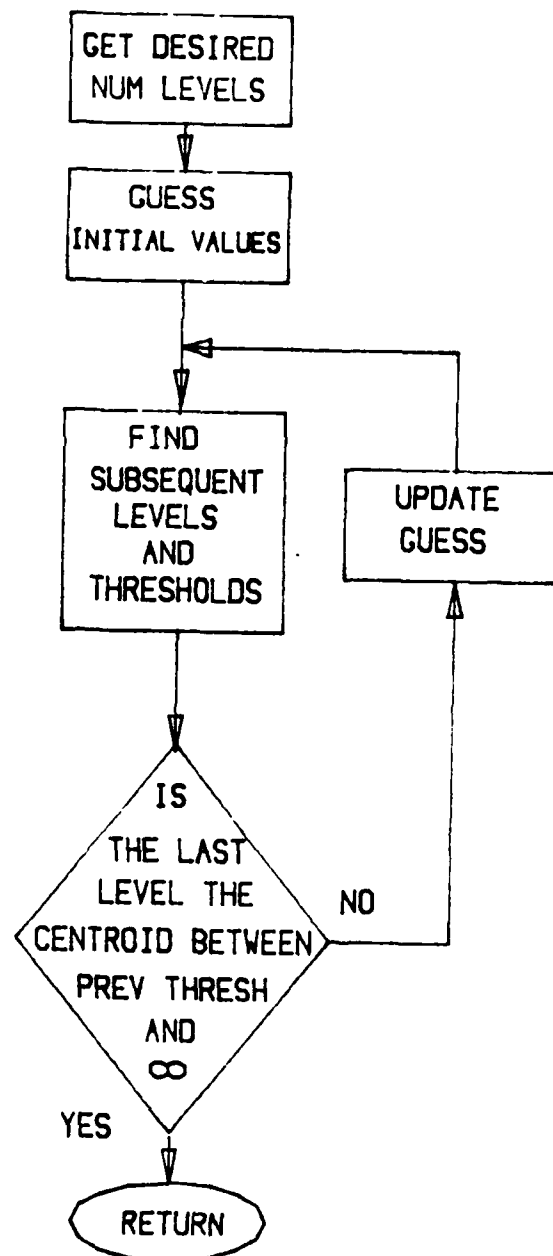 GET DESIRED
NUM LEVELS
GUESS
INITIAL VALUES
FIND
SUBSEQUENT
LEVELS
AND
THRESHOLDS
UPDATE
GUESS
IS
THE LAST
LEVEL THE
CENTROID BETWEEN
PREV THRESH
AND
∞
NO
YES
RETURN